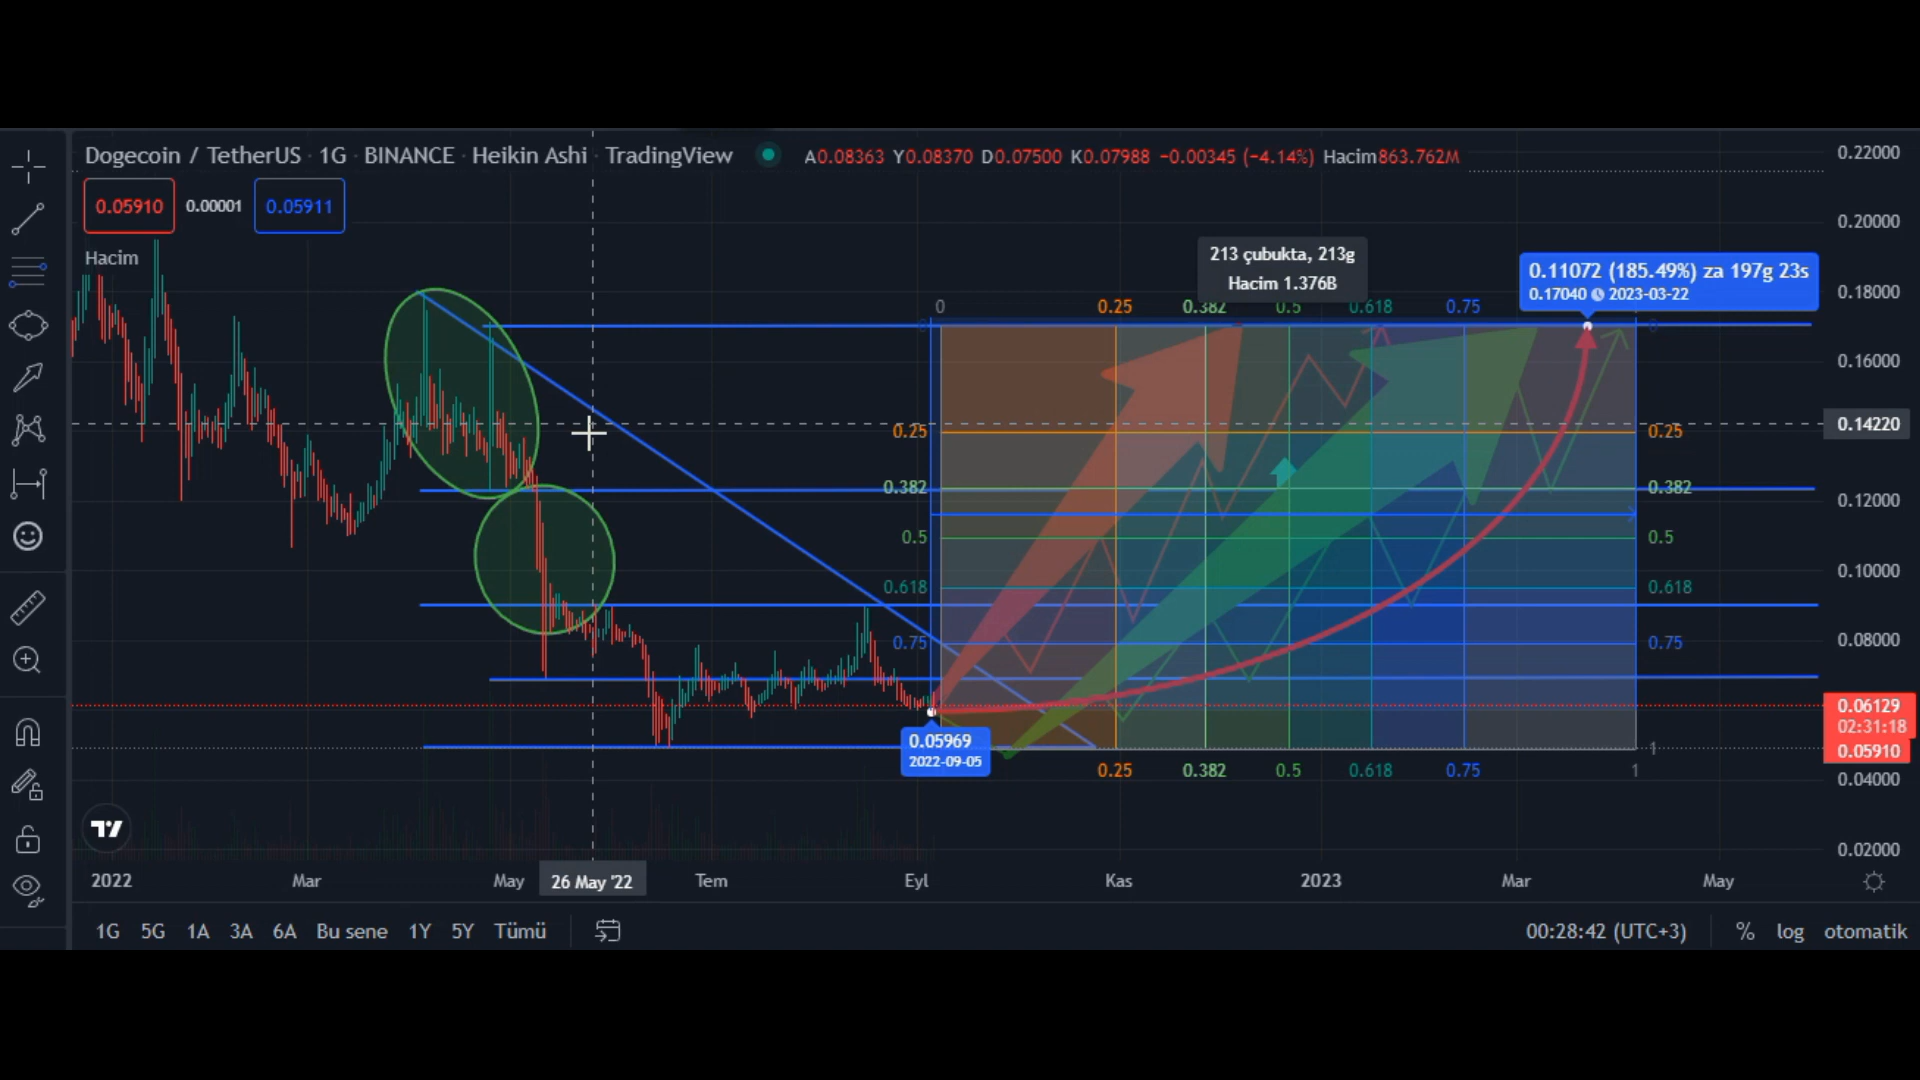 Dogecoin / TetherUS · 1G · BINANCE · Heikin Ashi · TradingView
A0.08363 Y0.08370 D0.07500 K0.07988 −0.00345 (−4.14%) Hacim863.762M
0.05910 0.00001 0.05911
Hacim
213 çubukta, 213g
Hacim 1.376B
0.11072 (185.49%) za 197g 23s
0.17040 2023-03-22
0 0.25 0.382 0.5 0.618 0.75
0 0
0.25 0.25
0.382 0.382
0.5 0.5
0.618 0.618
0.75 0.75
1
0.05969
2022-09-05
0.25 0.382 0.5 0.618 0.75 1
0.22000
0.20000
0.18000
0.16000
0.14220
0.12000
0.10000
0.08000
0.06129
02:31:18
0.05910
0.04000
0.02000
2022 Mar May 26 May '22 Tem Eyl Kas 2023 Mar May
1G 5G 1A 3A 6A Bu sene 1Y 5Y Tümü 00:28:42 (UTC+3) % log otomatik